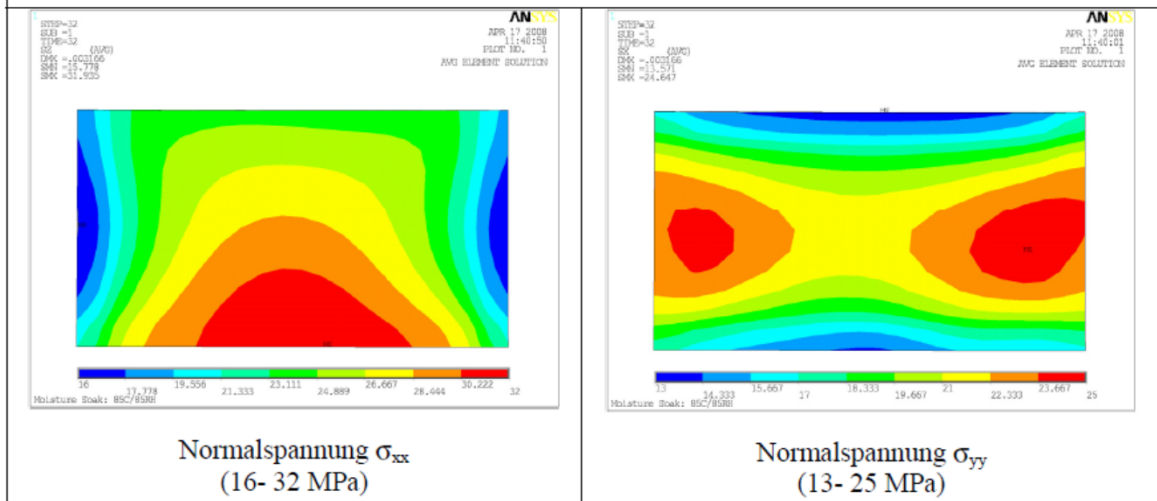 1
ANSYS
STEP=32
SUB =1
TIME=32
SZ (AVG)
DMX =.003166
SMN =15.778
SMX =31.935
APR 17 2008
11:40:50
PLOT NO. 1
AVG ELEMENT SOLUTION
16 17.778 19.556 21.333 23.111 24.889 26.667 28.444 30.222 32
Moisture Soak: 85C/85RH
Normalspannung σxx
(16- 32 MPa)
1
ANSYS
STEP=32
SUB =1
TIME=32
SX (AVG)
DMX =.003166
SMN =13.571
SMX =24.647
APR 17 2008
11:40:01
PLOT NO. 1
AVG ELEMENT SOLUTION
13 14.333 15.667 17 18.333 19.667 21 22.333 23.667 25
Moisture Soak: 85C/85RH
Normalspannung σyy
(13- 25 MPa)